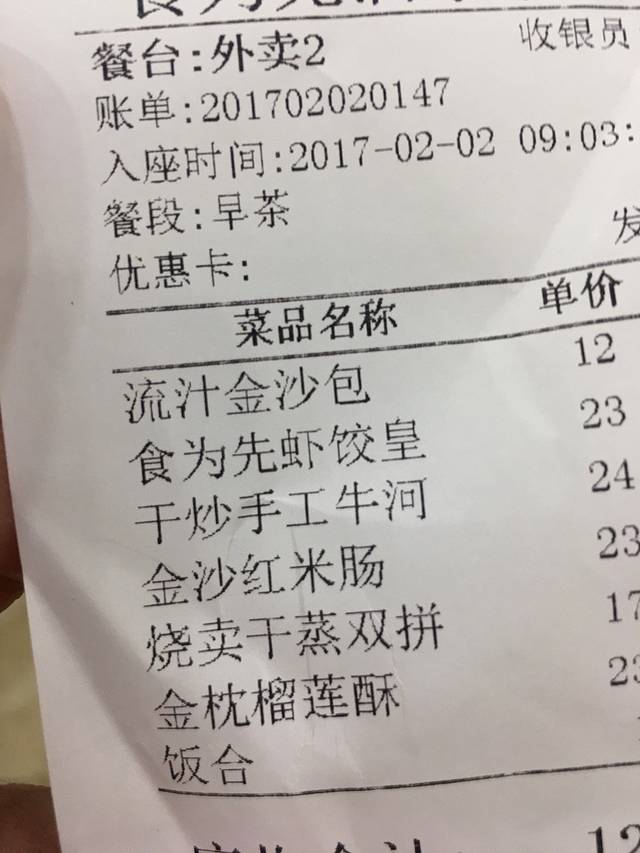 餐台:外卖2 收银员
账单:201702020147
入座时间:2017-02-02 09:03:
餐段:早茶
优惠卡:
菜品名称 单价
流汁金沙包 12
食为先虾饺皇 23
干炒手工牛河 24
金沙红米肠 23
烧卖干蒸双拼 17
金枕榴莲酥 23
饭合